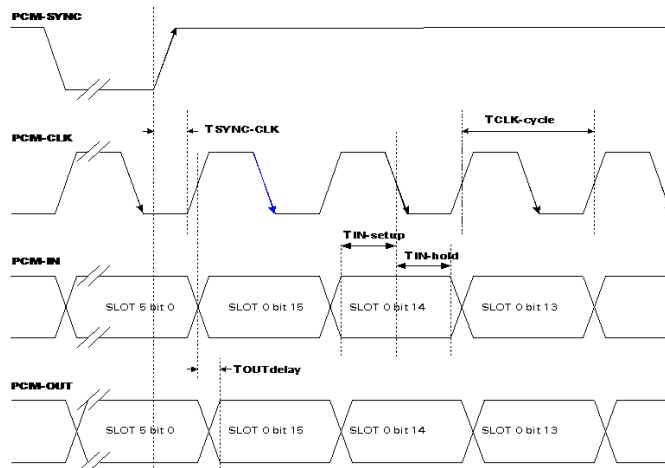 PCM-SYNC
PCM-CLK
TSYNC-CLK
TCLK-cycle
TIN-setup
TIN-hold
PCM-IN
SLOT 5 bit 0
SLOT 0 bit 15
SLOT 0 bit 14
SLOT 0 bit 13
TOUTdelay
PCM-OUT
SLOT 5 bit 0
SLOT 0 bit 15
SLOT 0 bit 14
SLOT 0 bit 13